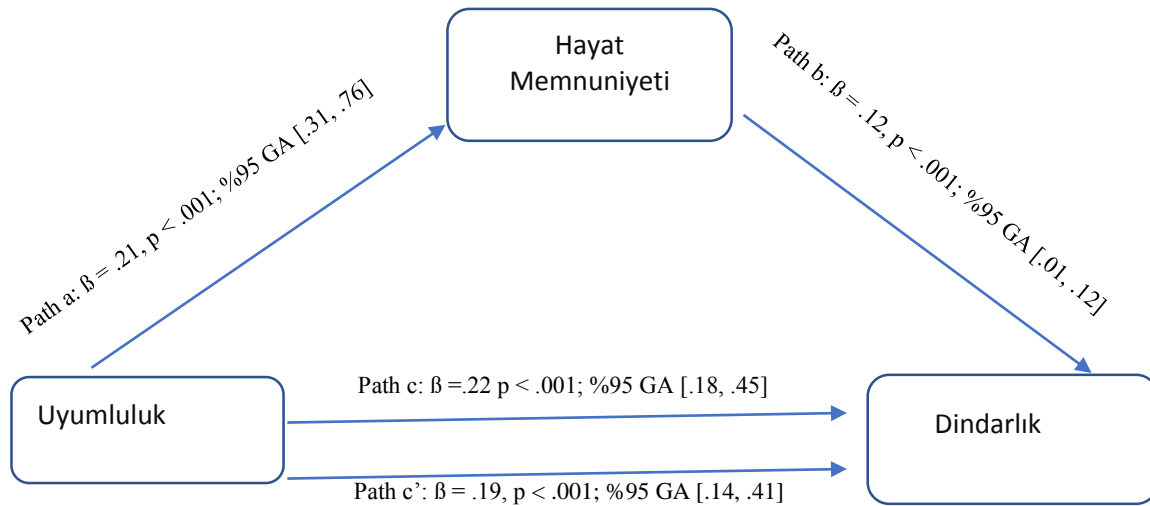 Hayat
Memnuniyeti
Path a: ß = .21, p < .001; %95 GA [.31, .76]
Path b: ß = .12, p < .001; %95 GA [.01, .12]
Uyumluluk
Path c: ß =.22 p < .001; %95 GA [.18, .45]
Dindarlık
Path c’: ß = .19, p < .001; %95 GA [.14, .41]